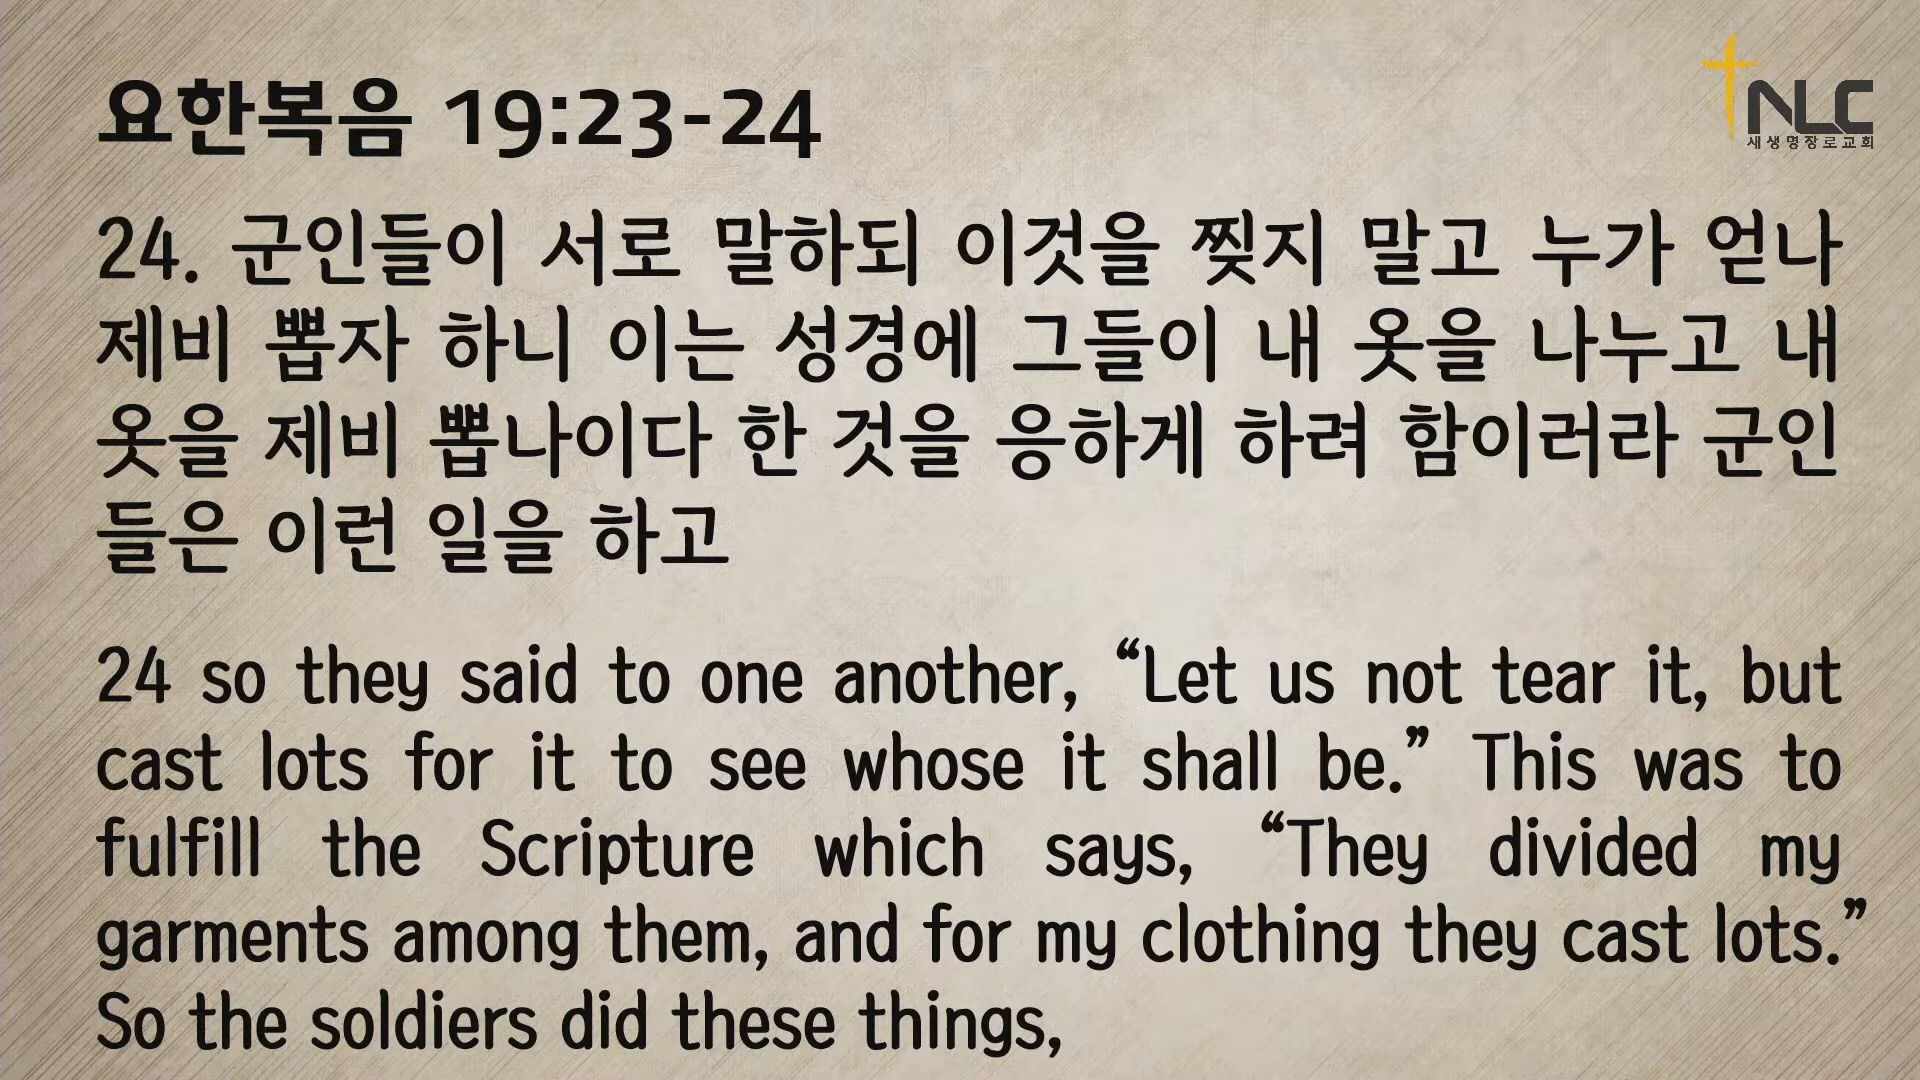 요한복음 19:23-24
NLC
새생명장로교회
24. 군인들이 서로 말하되 이것을 찢지 말고 누가 얻나
제비 뽑자 하니 이는 성경에 그들이 내 옷을 나누고 내
옷을 제비 뽑나이다 한 것을 응하게 하려 함이러라 군인
들은 이런 일을 하고
24 so they said to one another, “Let us not tear it, but
cast lots for it to see whose it shall be.” This was to
fulfill the Scripture which says, “They divided my
garments among them, and for my clothing they cast lots.”
So the soldiers did these things,